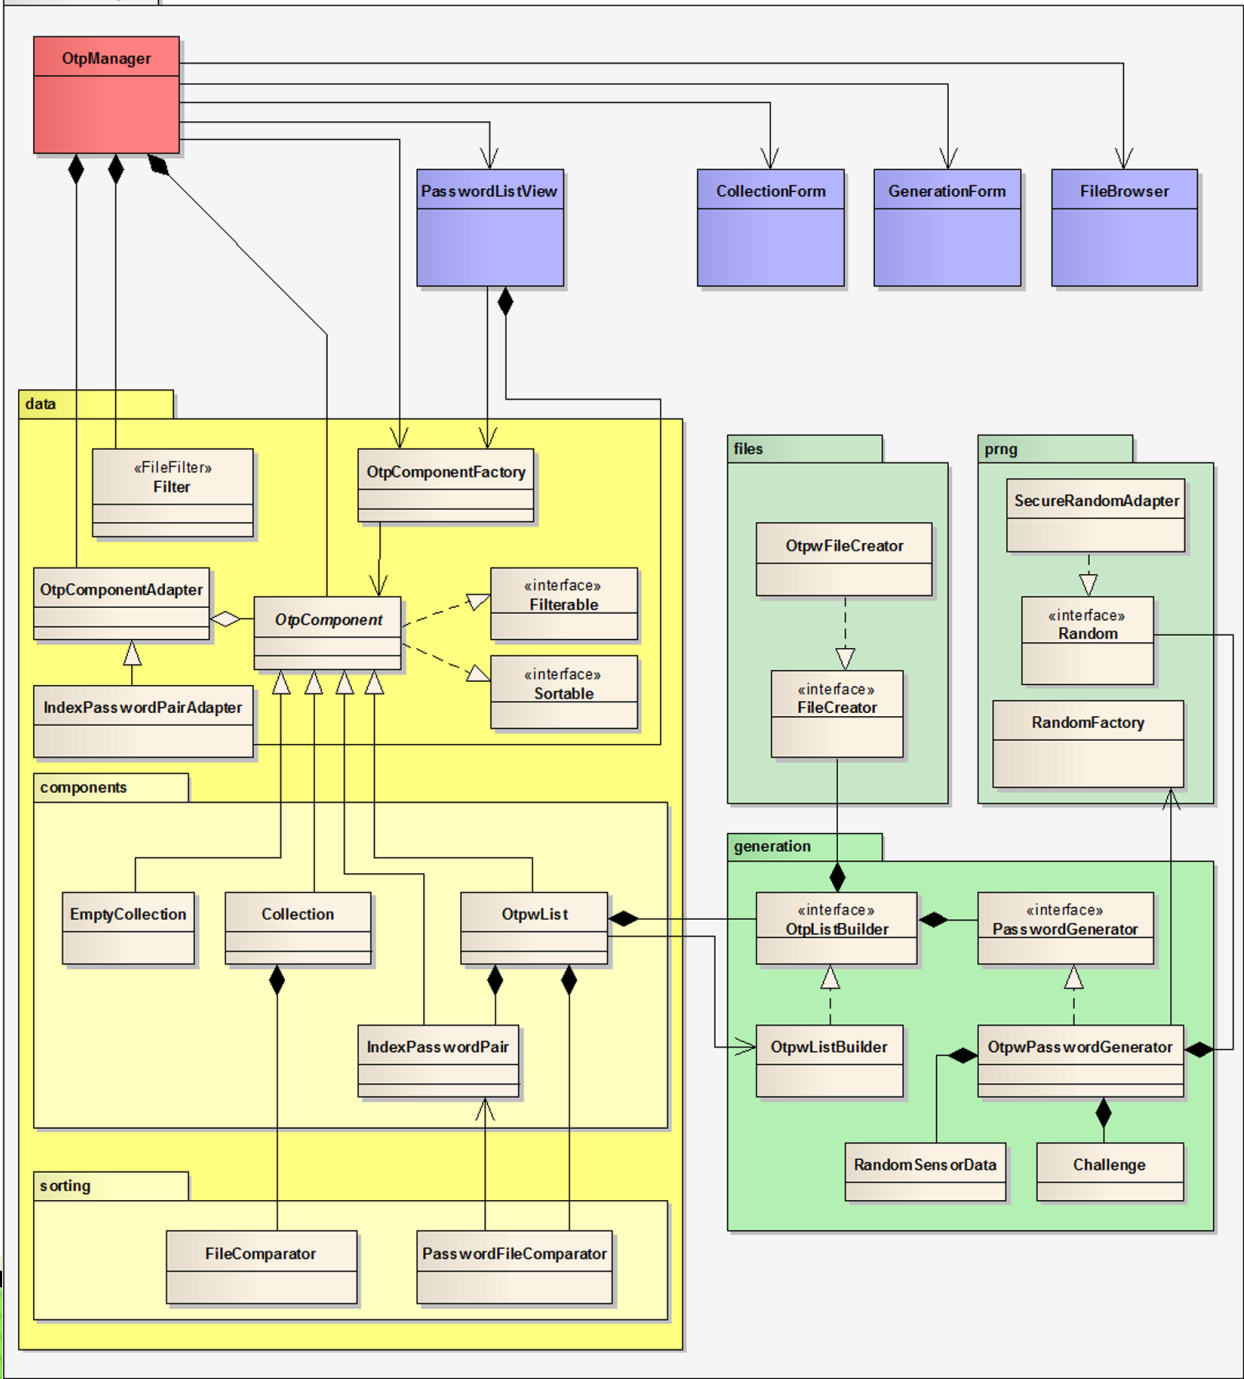 OtpManager
PasswordListView
CollectionForm
GenerationForm
FileBrowser
data
«FileFilter»
Filter
OtpComponentFactory
OtpComponentAdapter
OtpComponent
«interface»
Filterable
«interface»
Sortable
IndexPasswordPairAdapter
components
EmptyCollection
Collection
OtpwList
IndexPasswordPair
sorting
FileComparator
PasswordFileComparator
files
OtpwFileCreator
«interface»
FileCreator
prng
SecureRandomAdapter
«interface»
Random
RandomFactory
generation
«interface»
OtpListBuilder
«interface»
PasswordGenerator
OtpwListBuilder
OtpwPasswordGenerator
RandomSensorData
Challenge